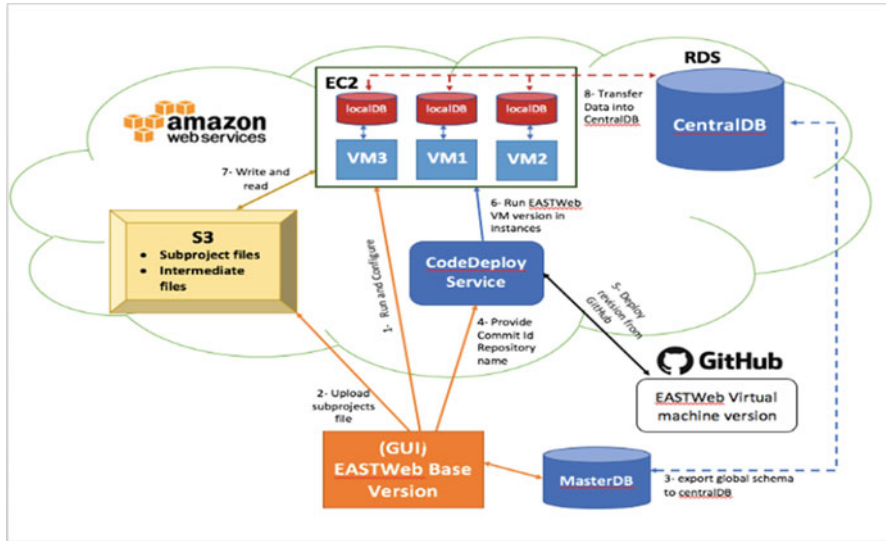 RDS
EC2
localDB
localDB
localDB
8- Transfer
Data into
CentralDB
CentralDB
amazon
webservices
VM3
VM1
VM2
7- Write and
read
6- Run EASTWeb
VM version in
instances
S3
• Subproject files
• Intermediate
files
CodeDeploy
Service
1- Run and Configure
5- Deploy
revision from
GitHub
4- Provide
Commit Id
Repository
name
GitHub
EASTWeb Virtual
machine version
2- Upload
subprojects
file
(GUI)
EASTWeb Base
Version
MasterDB
3- export global schema
to centralDB